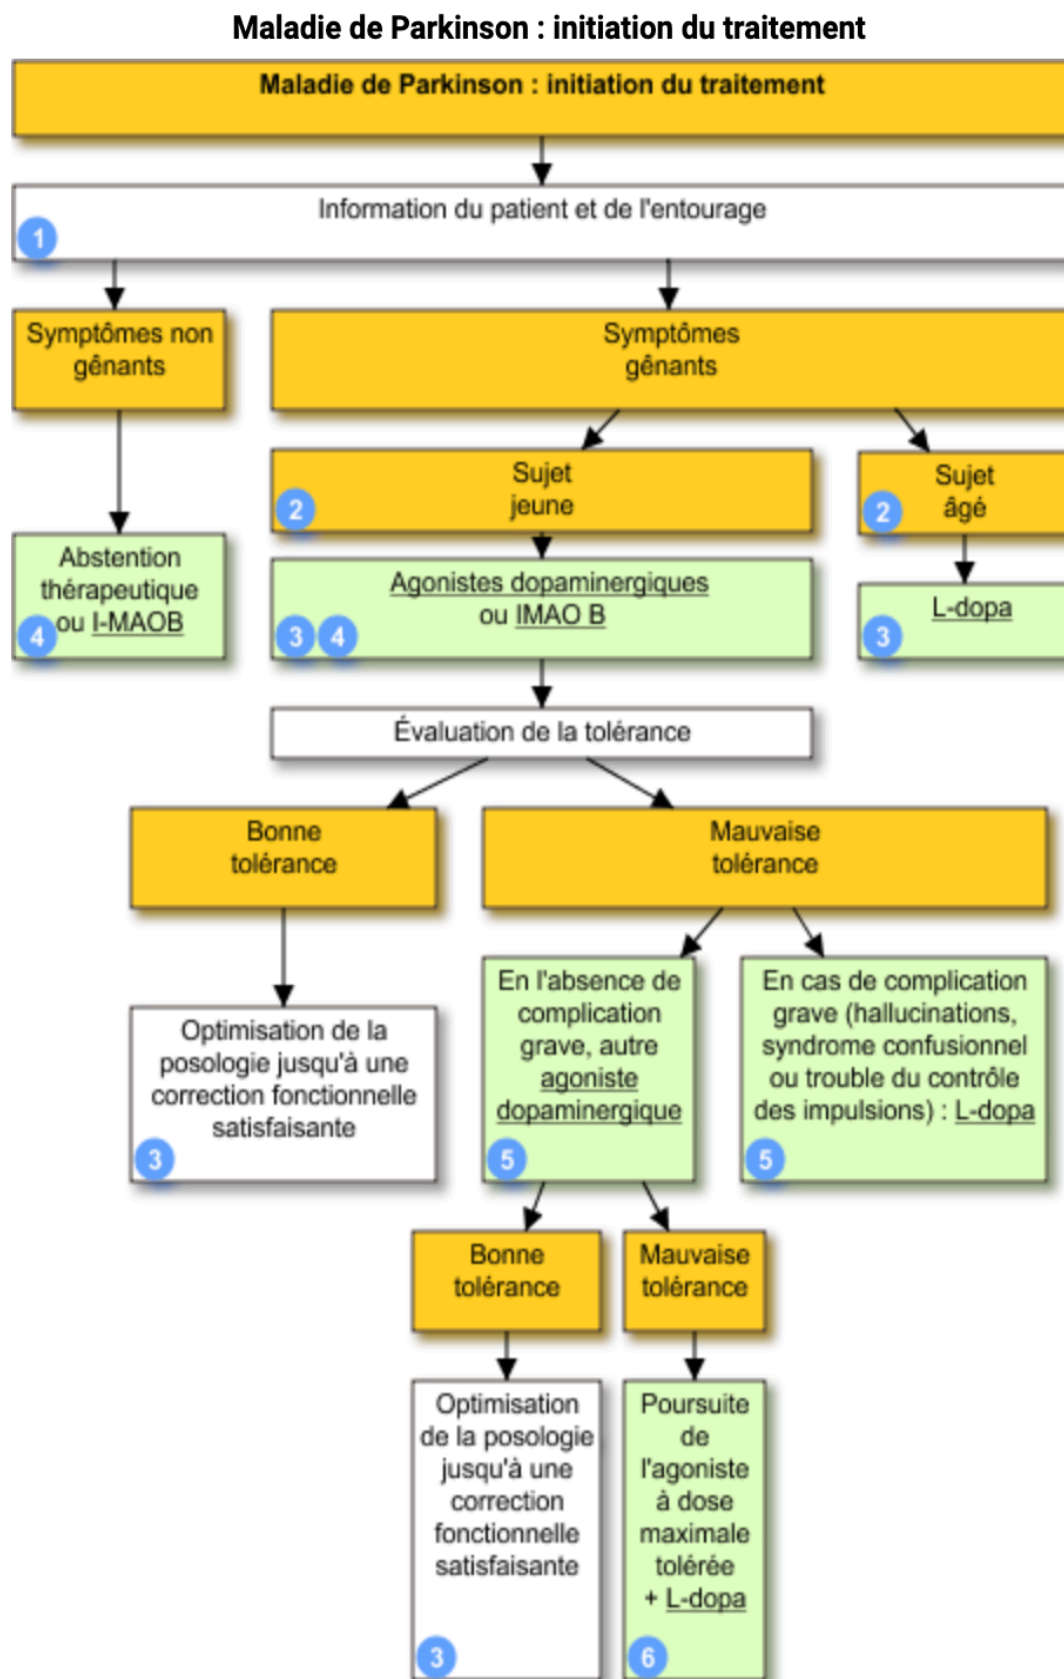 Maladie de Parkinson : initiation du traitement
Maladie de Parkinson : initiation du traitement
Information du patient et de l'entourage
1
Symptômes non
gênants
Symptômes
gênants
Sujet
jeune
2
Sujet
âgé
2
Abstention
thérapeutique
ou I-MAOB
4
Agonistes dopaminergiques
ou IMAO B
3 4
L-dopa
3
Évaluation de la tolérance
Bonne
tolérance
Mauvaise
tolérance
Optimisation de la
posologie jusqu'à une
correction fonctionnelle
satisfaisante
3
En l'absence de
complication
grave, autre
agoniste
dopaminergique
5
En cas de complication
grave (hallucinations,
syndrome confusionnel
ou trouble du contrôle
des impulsions) : L-dopa
5
Bonne
tolérance
Mauvaise
tolérance
Optimisation
de la posologie
jusqu'à une
correction
fonctionnelle
satisfaisante
3
Poursuite
de
l'agoniste
à dose
maximale
tolérée
+ L-dopa
6